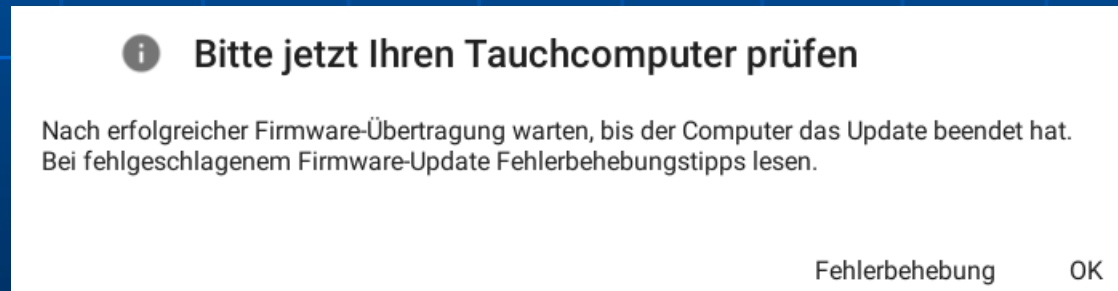 Bitte jetzt Ihren Tauchcomputer prüfen
Nach erfolgreicher Firmware-Übertragung warten, bis der Computer das Update beendet hat.
Bei fehlgeschlagenem Firmware-Update Fehlerbehebungstipps lesen.
Fehlerbehebung OK